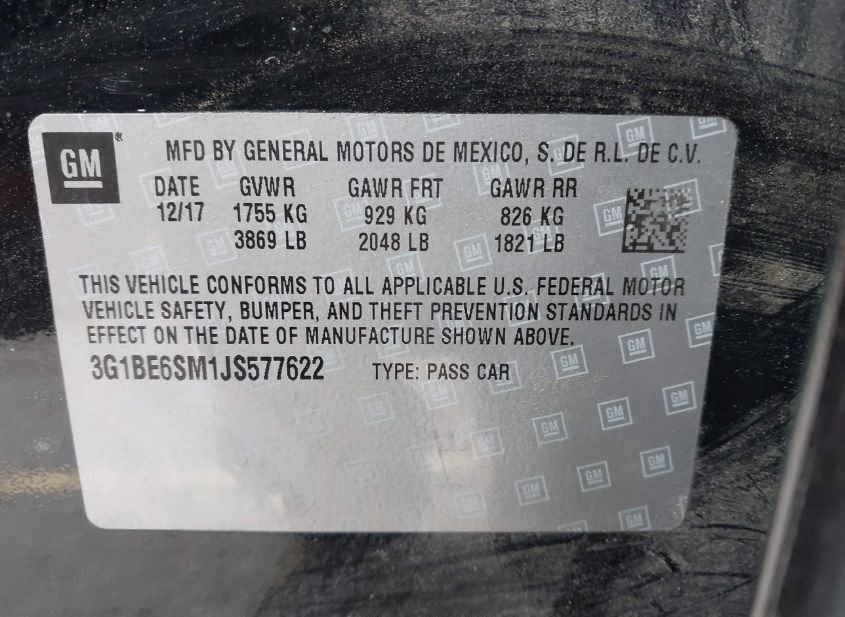 GM
MFD BY GENERAL MOTORS DE MEXICO, S. DE R.L. DE C.V.
DATE GVWR GAWR FRT GAWR RR
12/17 1755 KG 929 KG 826 KG
3869 LB 2048 LB 1821 LB
THIS VEHICLE CONFORMS TO ALL APPLICABLE U.S. FEDERAL MOTOR
VEHICLE SAFETY, BUMPER, AND THEFT PREVENTION STANDARDS IN
EFFECT ON THE DATE OF MANUFACTURE SHOWN ABOVE.
3G1BE6SM1JS577622 TYPE: PASS CAR